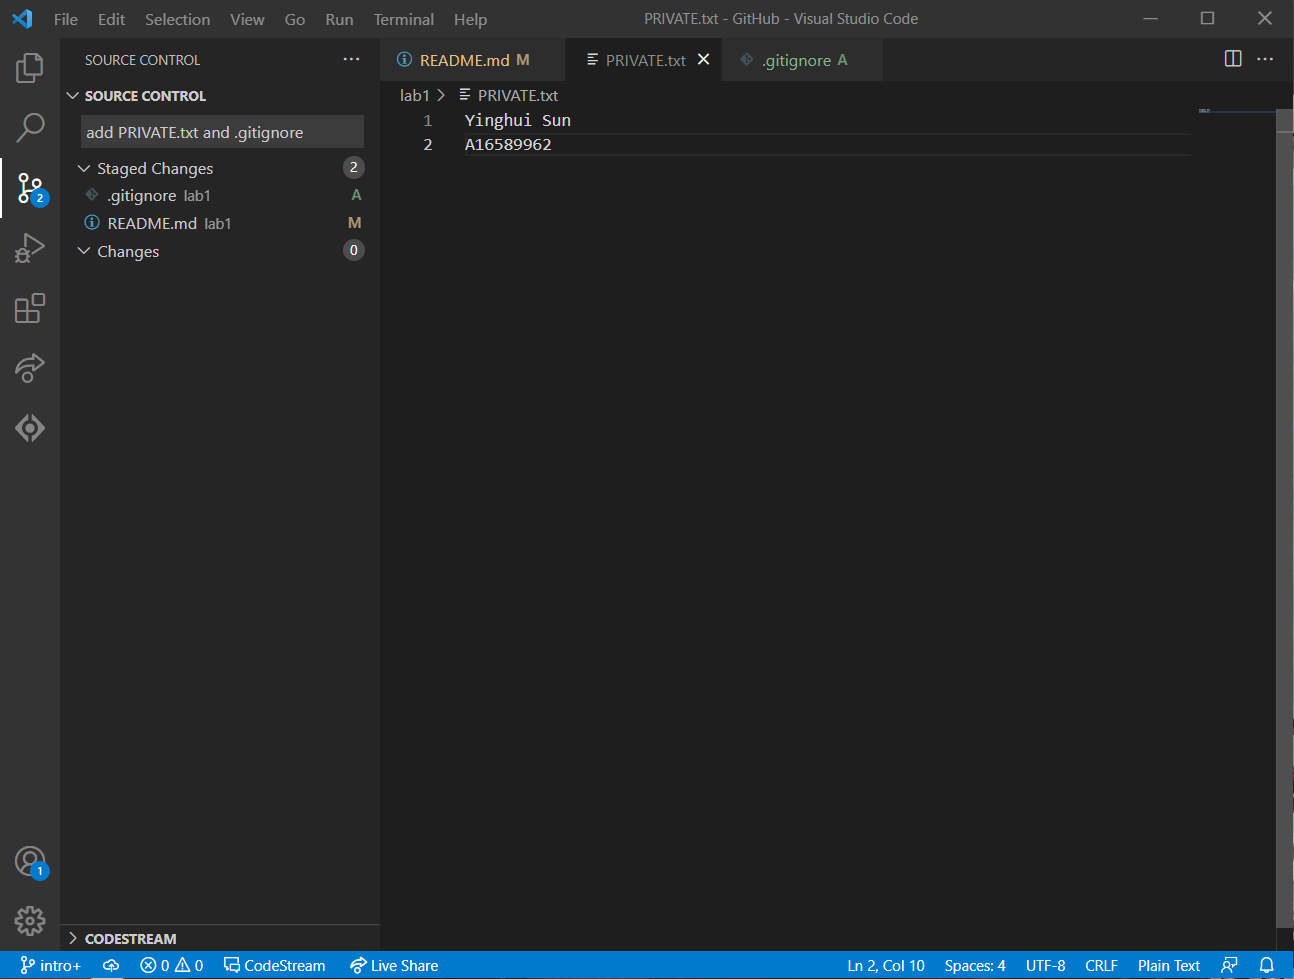 File Edit Selection View Go Run Terminal Help PRIVATE.txt - GitHub - Visual Studio Code
SOURCE CONTROL
SOURCE CONTROL
add PRIVATE.txt and .gitignore
Staged Changes 2
.gitignore lab1 A
README.md lab1 M
Changes 0
2
1
CODESTREAM
README.md M PRIVATE.txt .gitignore A
lab1 PRIVATE.txt
1 Yinghui Sun
2 A16589962
intro+ 0 0 CodeStream Live Share Ln 2, Col 10 Spaces: 4 UTF-8 CRLF Plain Text